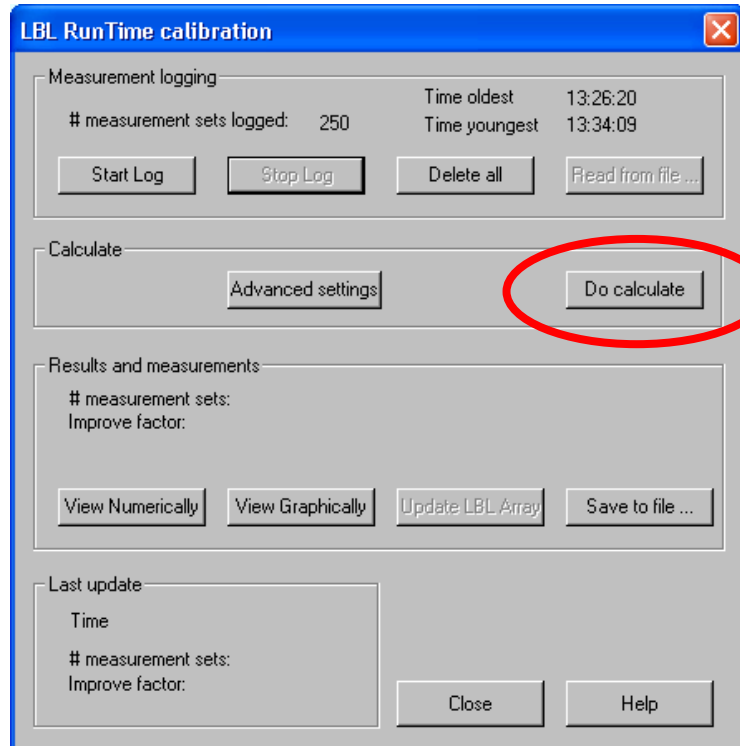 LBL RunTime calibration
Measurement logging
# measurement sets logged: 250
Time oldest 13:26:20
Time youngest 13:34:09
Start Log Stop Log Delete all Read from file ...
Calculate
Advanced settings Do calculate
Results and measurements
# measurement sets:
Improve factor:
View Numerically View Graphically Update LBL Array Save to file ...
Last update
Time
# measurement sets:
Improve factor:
Close Help